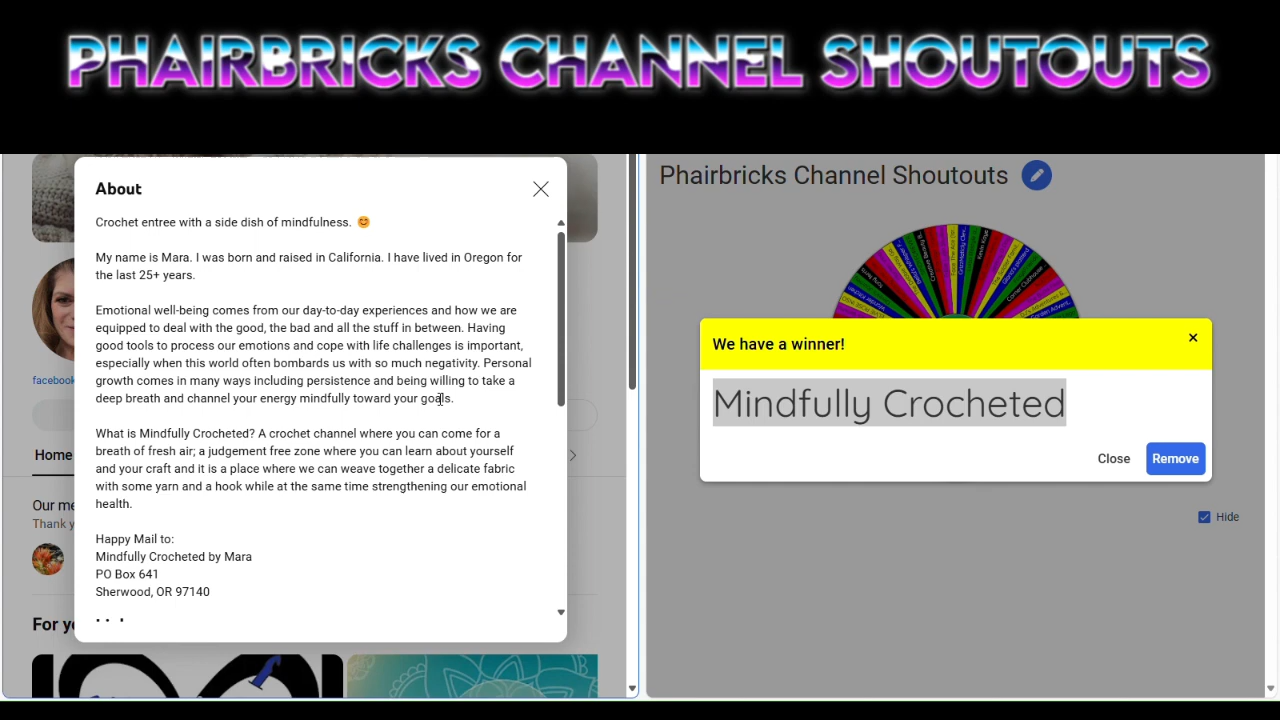 PHAIRBRICKS CHANNEL SHOUTOUTS
About
Crochet entree with a side dish of mindfulness. 😊
My name is Mara. I was born and raised in California. I have lived in Oregon for
the last 25+ years.
Emotional well-being comes from our day-to-day experiences and how we are
equipped to deal with the good, the bad and all the stuff in between. Having
good tools to process our emotions and cope with life challenges is important,
especially when this world often bombards us with so much negativity. Personal
growth comes in many ways including persistence and being willing to take a
deep breath and channel your energy mindfully toward your goals.
What is Mindfully Crocheted? A crochet channel where you can come for a
breath of fresh air; a judgement free zone where you can learn about yourself
and your craft and it is a place where we can weave together a delicate fabric
with some yarn and a hook while at the same time strengthening our emotional
health.
Happy Mail to:
Mindfully Crocheted by Mara
PO Box 641
Sherwood, OR 97140
facebook
Home
Our me
Thank y
For yo
Phairbricks Channel Shoutouts
We have a winner!
Mindfully Crocheted
Close
Remove
Hide